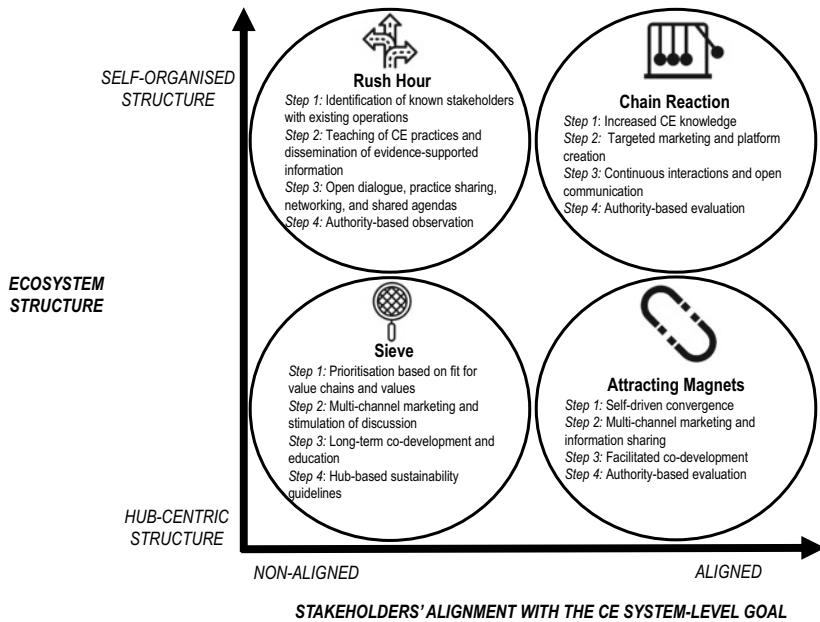 SELF-ORGANISED
STRUCTURE
Rush Hour
Step 1: Identification of known stakeholders
with existing operations
Step 2: Teaching of CE practices and
dissemination of evidence-supported
information
Step 3: Open dialogue, practice sharing,
networking, and shared agendas
Step 4: Authority-based observation
Chain Reaction
Step 1: Increased CE knowledge
Step 2: Targeted marketing and platform
creation
Step 3: Continuous interactions and open
communication
Step 4: Authority-based evaluation
ECOSYSTEM
STRUCTURE
Sieve
Step 1: Prioritisation based on fit for
value chains and values
Step 2: Multi-channel marketing and
stimulation of discussion
Step 3: Long-term co-development and
education
Step 4: Hub-based sustainability
guidelines
Attracting Magnets
Step 1: Self-driven convergence
Step 2: Multi-channel marketing and
information sharing
Step 3: Facilitated co-development
Step 4: Authority-based evaluation
HUB-CENTRIC
STRUCTURE
NON-ALIGNED
ALIGNED
STAKEHOLDERS' ALIGNMENT WITH THE CE SYSTEM-LEVEL GOAL